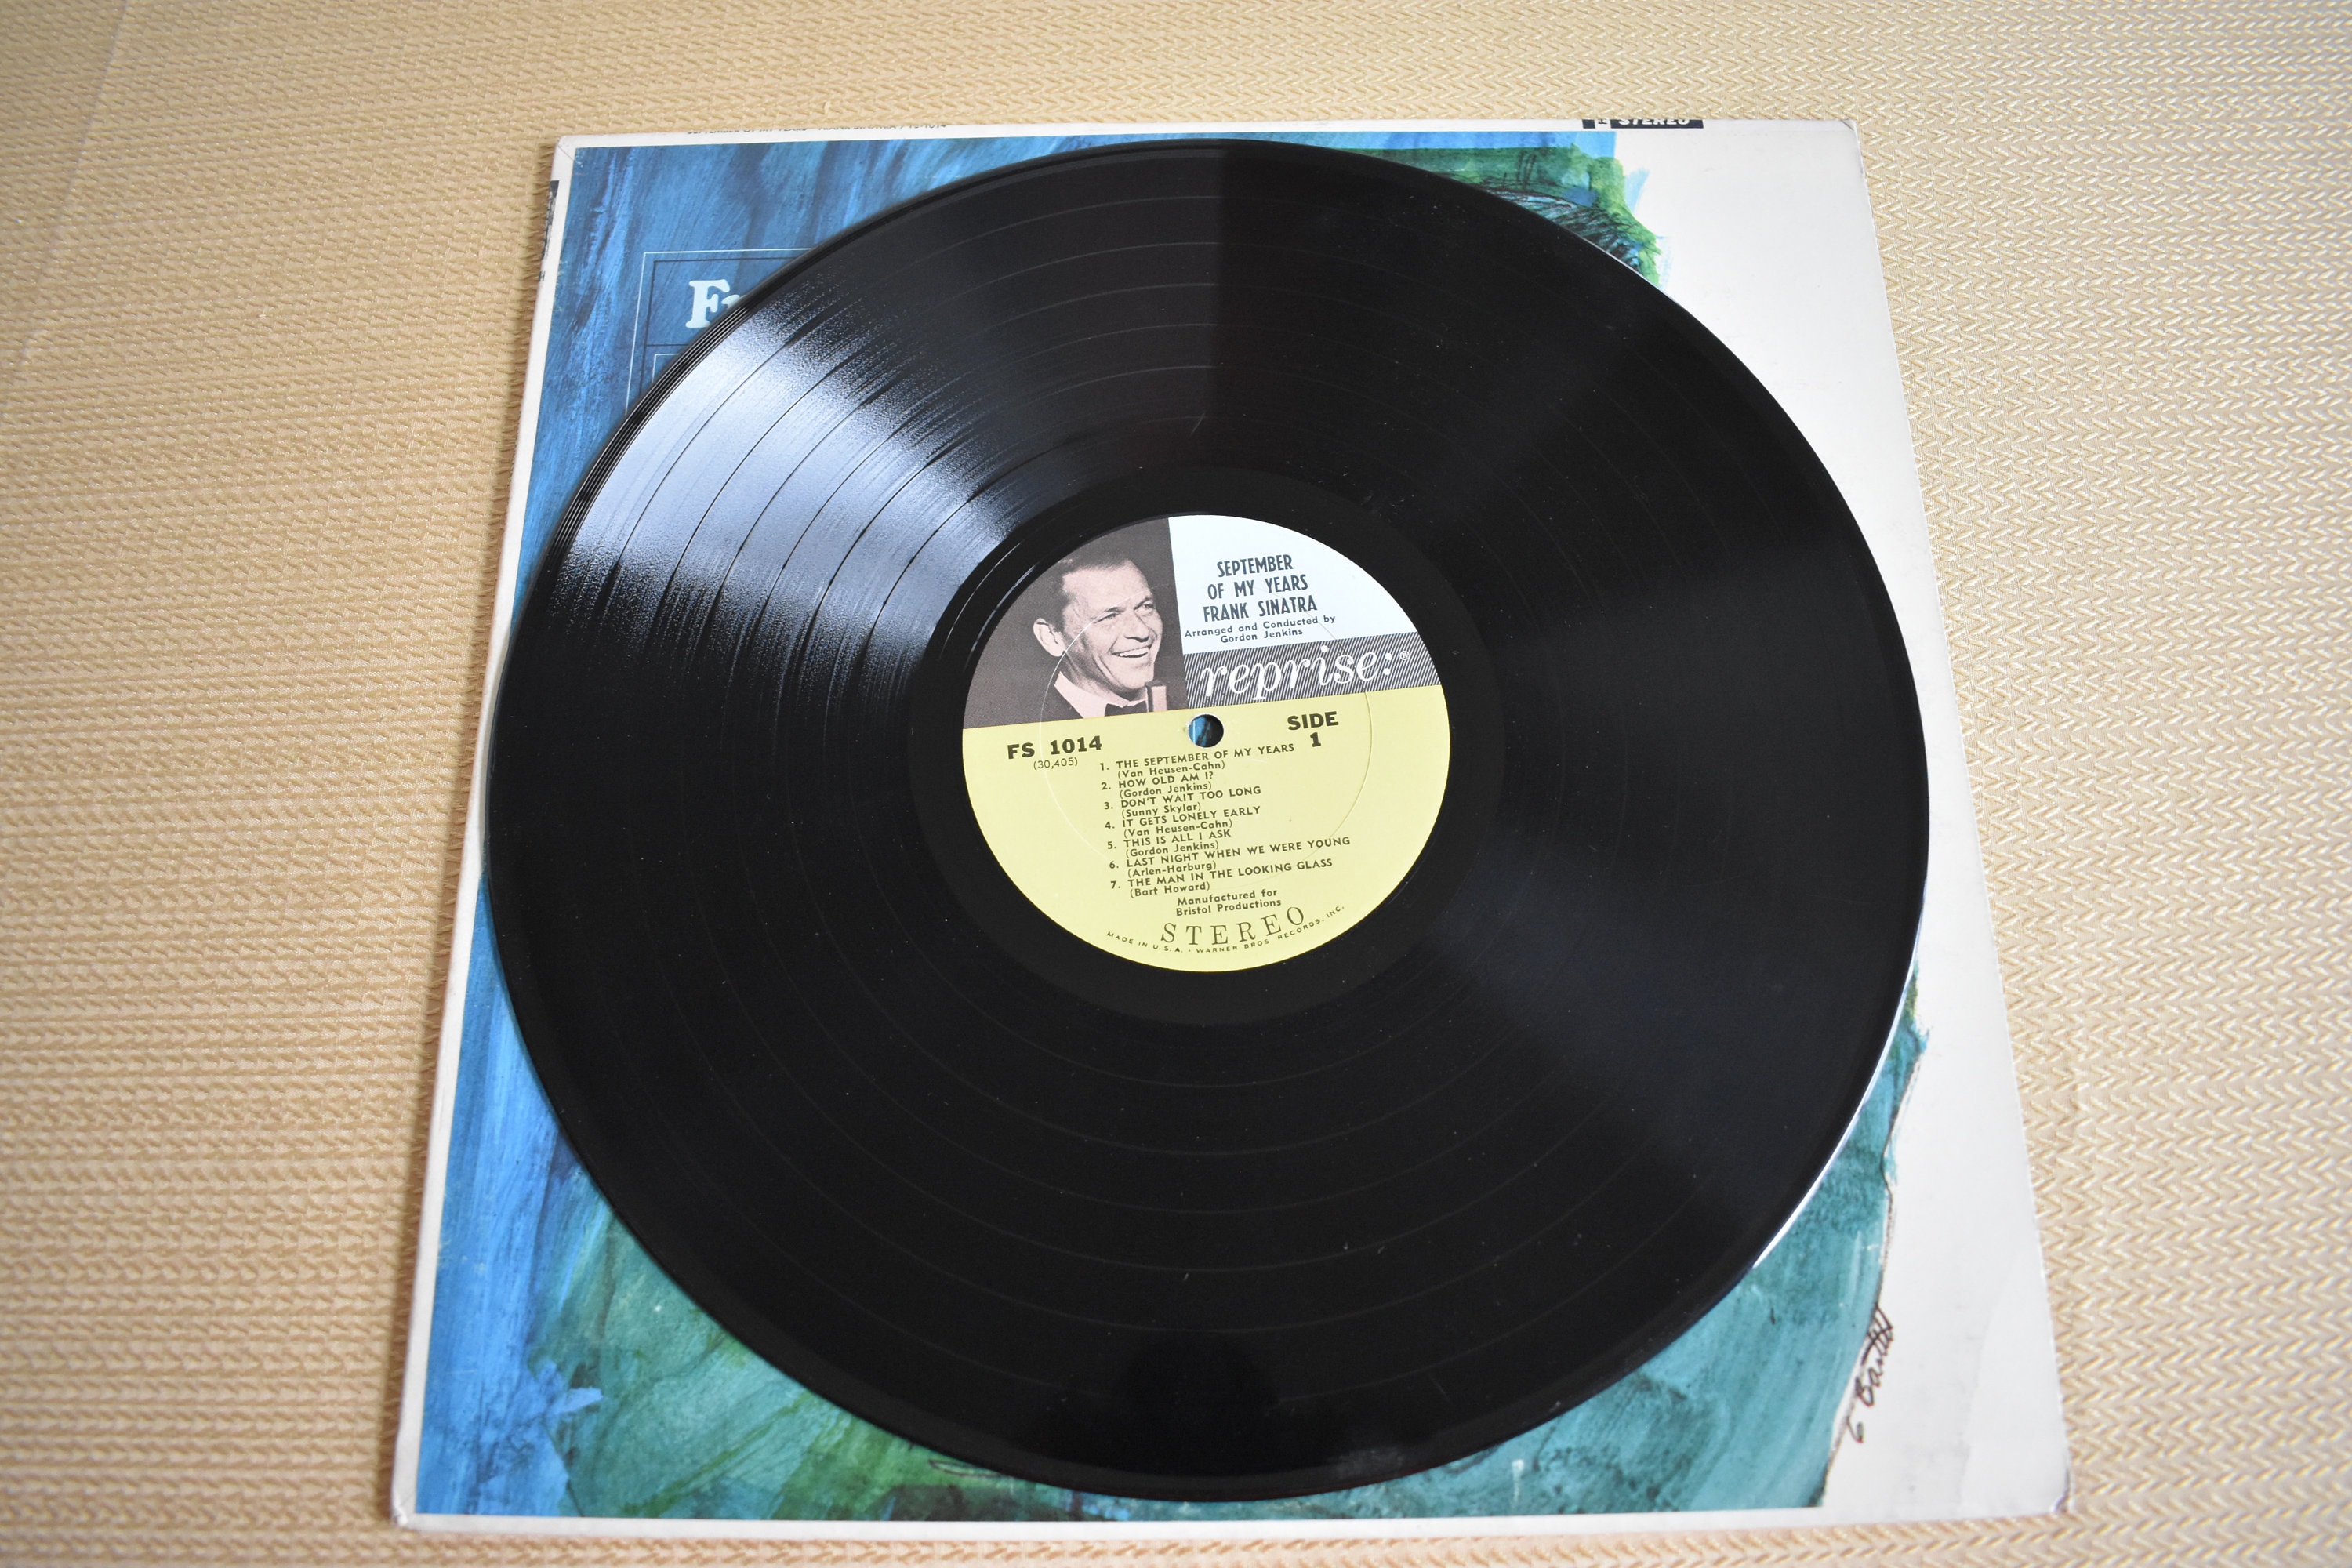 STEREO
SEPTEMBER
OF MY YEARS
FRANK SINATRA
Arranged and Conducted by
Gordon Jenkins
reprise:®
FS 1014
(30,405)
SIDE
1
1. THE SEPTEMBER OF MY YEARS
(Van Heusen-Cahn)
2. HOW OLD AM I?
(Gordon Jenkins)
3. DON'T WAIT TOO LONG
(Sunny Skylar)
4. IT GETS LONELY EARLY
(Van Heusen-Cahn)
5. THIS IS ALL I ASK
(Gordon Jenkins)
6. LAST NIGHT WHEN WE WERE YOUNG
(Arlen-Harburg)
7. THE MAN IN THE LOOKING GLASS
(Bart Howard)
Manufactured for
Bristol Productions
STEREO
MADE IN U.S.A. • WARNER BROS. RECORDS, INC.